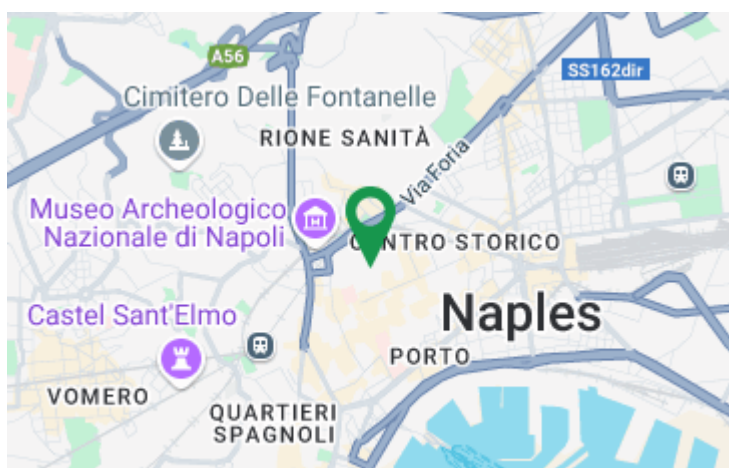 A56
SS162dir
Cimitero Delle Fontanelle
RIONE SANITÀ
Via Foria
Museo Archeologico
Nazionale di Napoli
CENTRO STORICO
Naples
Castel Sant'Elmo
PORTO
VOMERO
QUARTIERI
SPAGNOLI